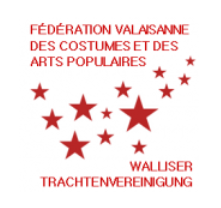 FÉDÉRATION VALAISANNE
DES COSTUMES ET DES
ARTS POPULAIRES
WALLISER
TRACHTENVEREINIGUNG